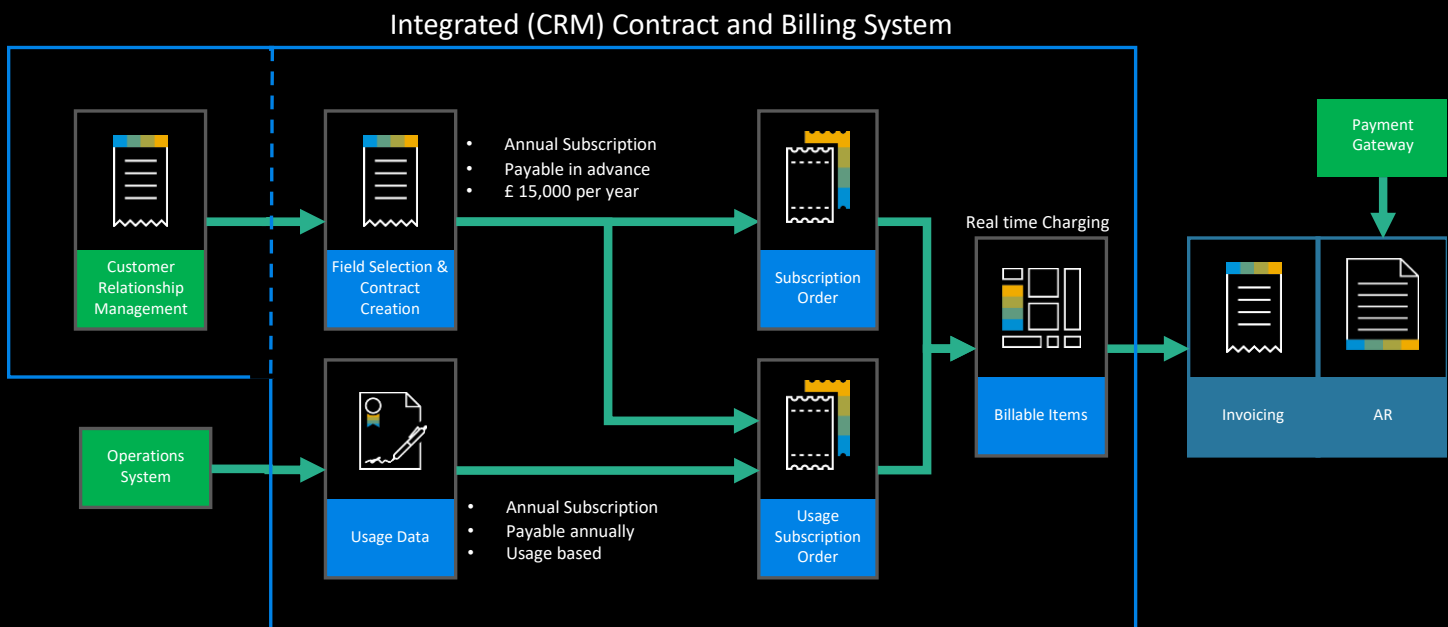 Integrated (CRM) Contract and Billing System
Customer
Relationship
Management
Field Selection &
Contract
Creation
• Annual Subscription
• Payable in advance
• £ 15,000 per year
Subscription
Order
Real time Charging
Billable Items
Payment
Gateway
Invoicing
AR
Operations
System
Usage Data
• Annual Subscription
• Payable annually
• Usage based
Usage
Subscription
Order